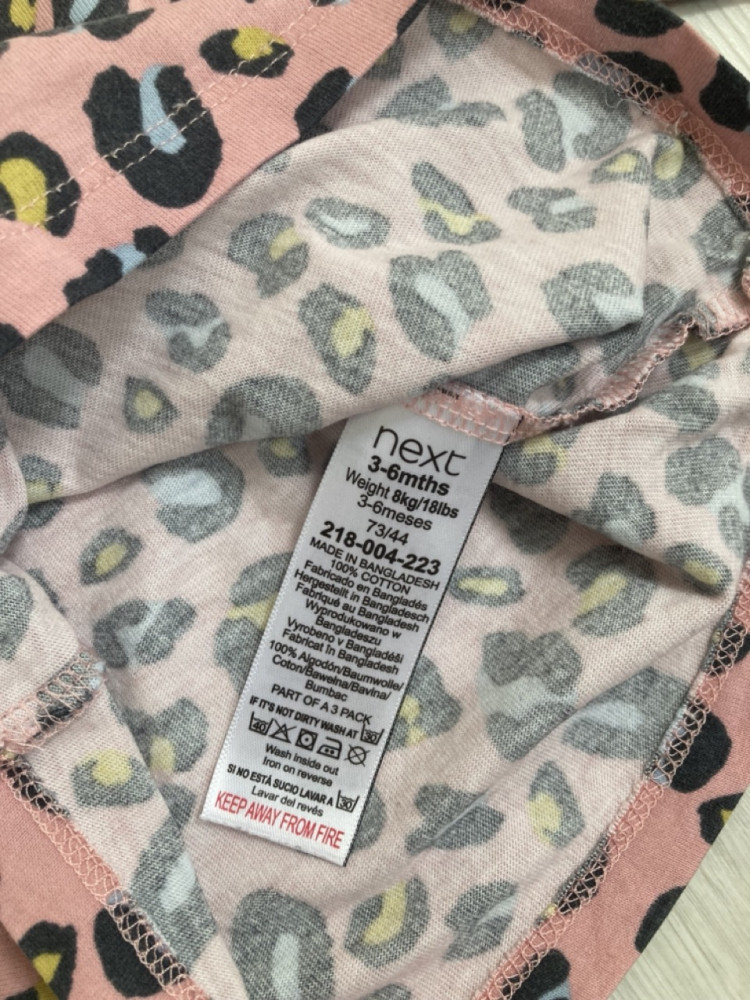 next
3-6mths
Weight 8kg/18lbs
3-6meses
73/44
218-004-223
MADE IN BANGLADESH
100% COTTON
Fabricado en Bangladés
Hergestellt in Bangladesch
Fabriqué au Bangladesh
Wyprodukowano w
Bangladeszu
Vyrobeno V Bangladéši
Fabricat în Bangladesh
100% Algodón/Baumwolle/
Coton/Bawełna/Bavlna/
Bumbac
PART OF A 3 PACK
IF IT'S NOT DIRTY WASH AT 30
40
Wash inside out
Iron on reverse
SI NO ESTÁ SUCIO LAVAR A 30
Lavar del revés
KEEP AWAY FROM FIRE